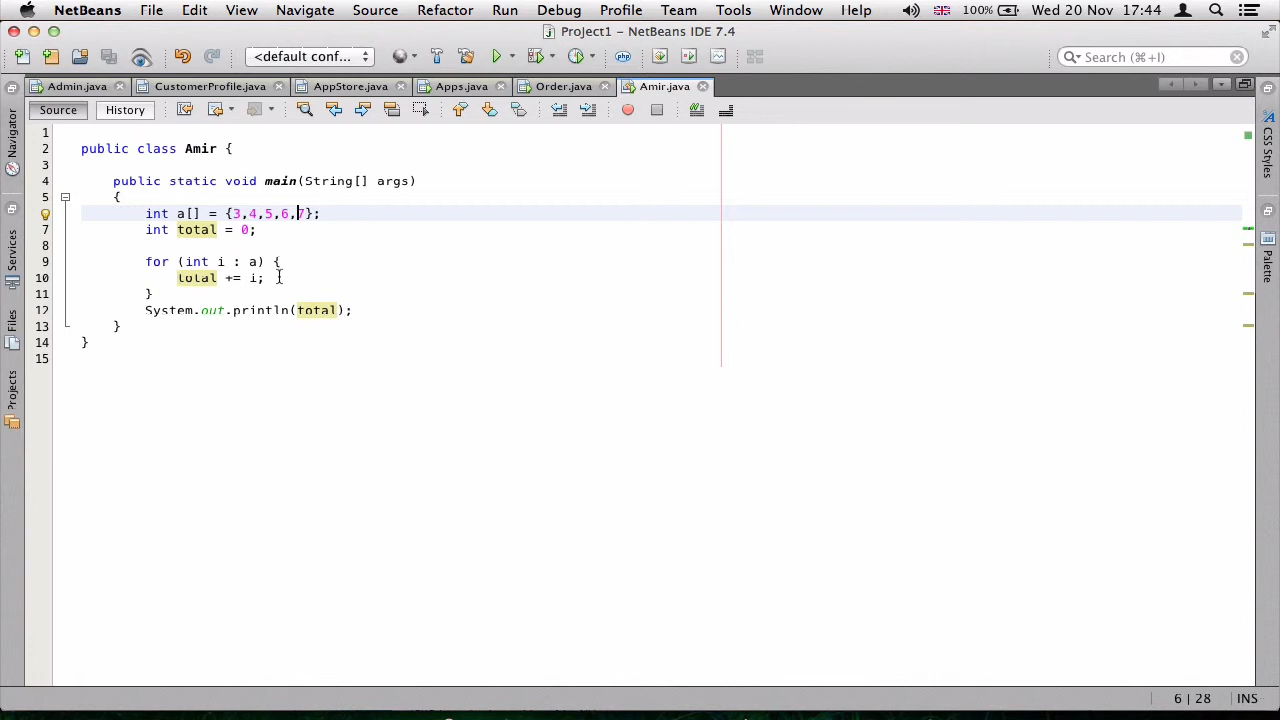 NetBeans File Edit View Navigate Source Refactor Run Debug Profile Team Tools Window Help 100% Wed 20 Nov 17:44
Project1 - NetBeans IDE 7.4
<default conf... php Search (⌘+I)
Admin.java CustomerProfile.java AppStore.java Apps.java Order.java Amir.java
Source History
Navigator
Services
Files
Projects
1
2 public class Amir {
3
4 public static void main(String[] args)
5 {
6 int a[] = {3,4,5,6,7};
7 int total = 0;
8
9 for (int i : a) {
10 total += i;
11 }
12 System.out.println(total);
13 }
14 }
15
CSS Styles
Palette
6 | 28 INS